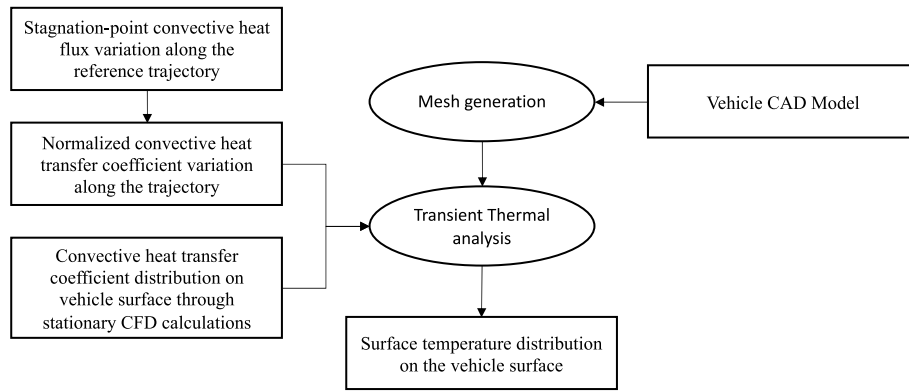 Stagnation-point convective heat
flux variation along the
reference trajectory
Mesh generation
Vehicle CAD Model
Normalized convective heat
transfer coefficient variation
along the trajectory
Transient Thermal
analysis
Convective heat transfer
coefficient distribution on
vehicle surface through
stationary CFD calculations
Surface temperature distribution
on the vehicle surface